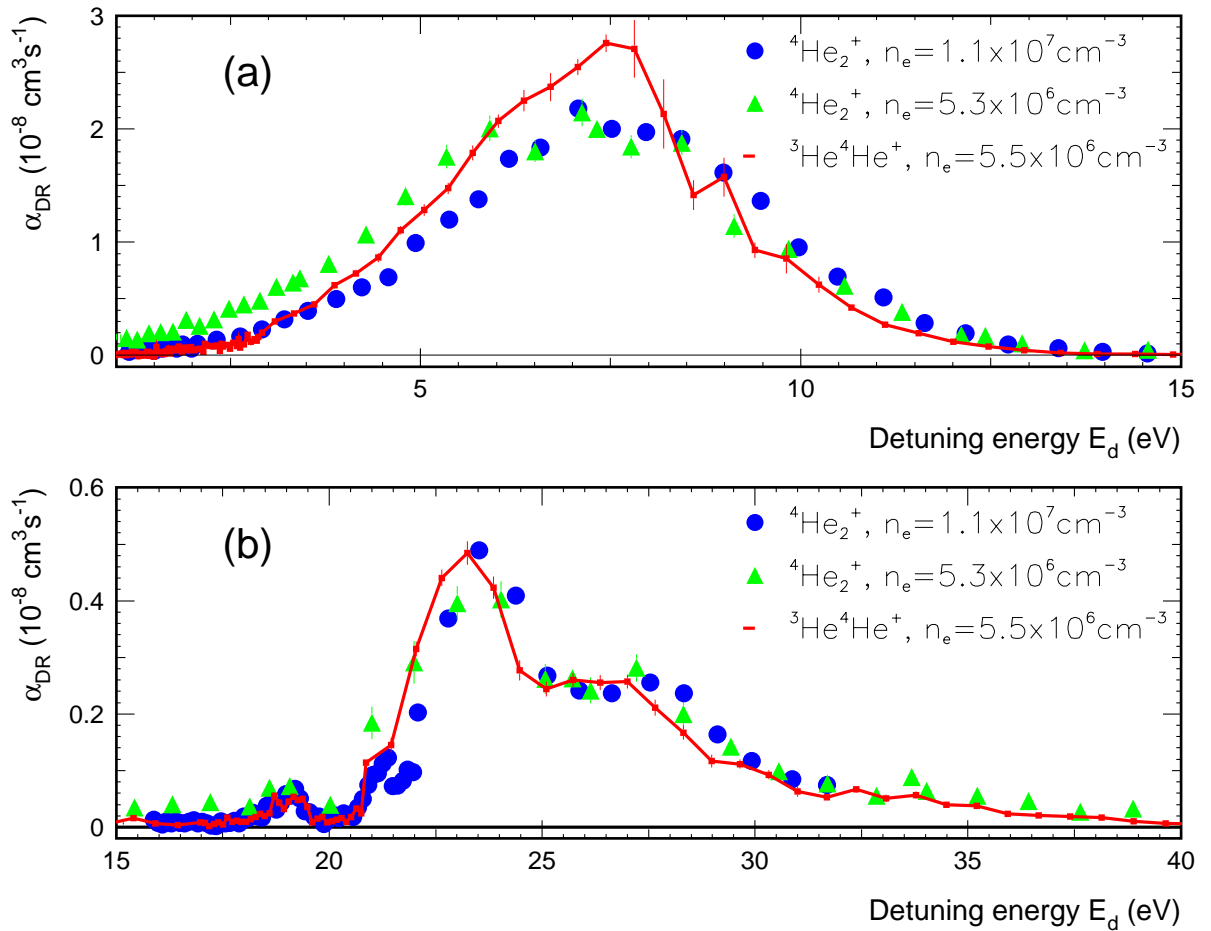 α_DR (10⁻⁸ cm³s⁻¹)
3
2
1
0
(a)
⁴He₂⁺, nₑ=1.1x10⁷cm⁻³
⁴He₂⁺, nₑ=5.3x10⁶cm⁻³
³He⁴He⁺, nₑ=5.5x10⁶cm⁻³
5
10
15
Detuning energy E_d (eV)
α_DR (10⁻⁸ cm³s⁻¹)
0.6
0.4
0.2
0
(b)
⁴He₂⁺, nₑ=1.1x10⁷cm⁻³
⁴He₂⁺, nₑ=5.3x10⁶cm⁻³
³He⁴He⁺, nₑ=5.5x10⁶cm⁻³
15
20
25
30
35
40
Detuning energy E_d (eV)